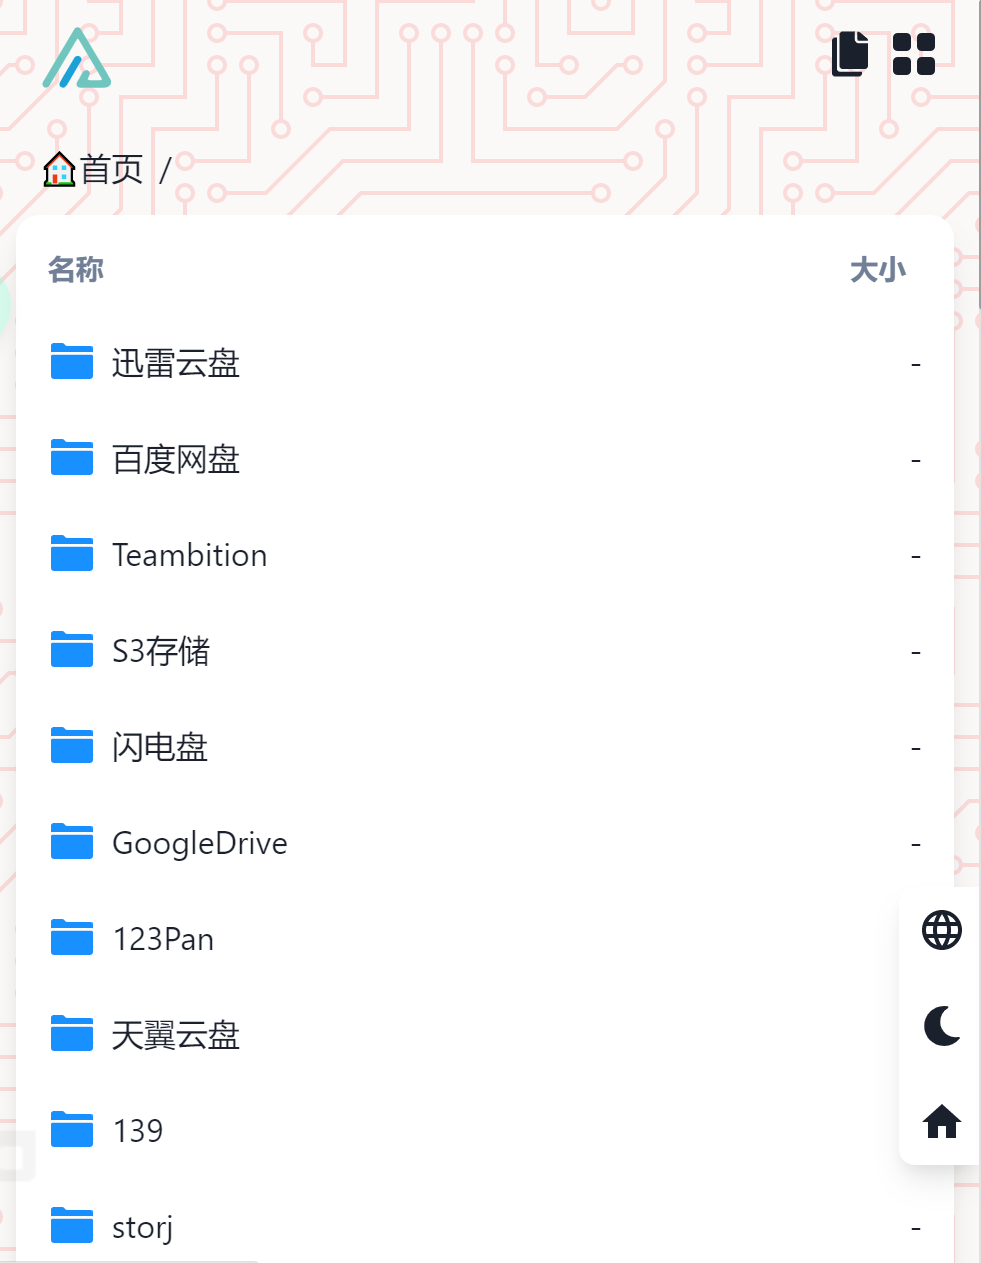 🏠首页 /
名称 大小
迅雷云盘 -
百度网盘 -
Teambition -
S3存储 -
闪电盘 -
GoogleDrive -
123Pan
天翼云盘
139
storj -